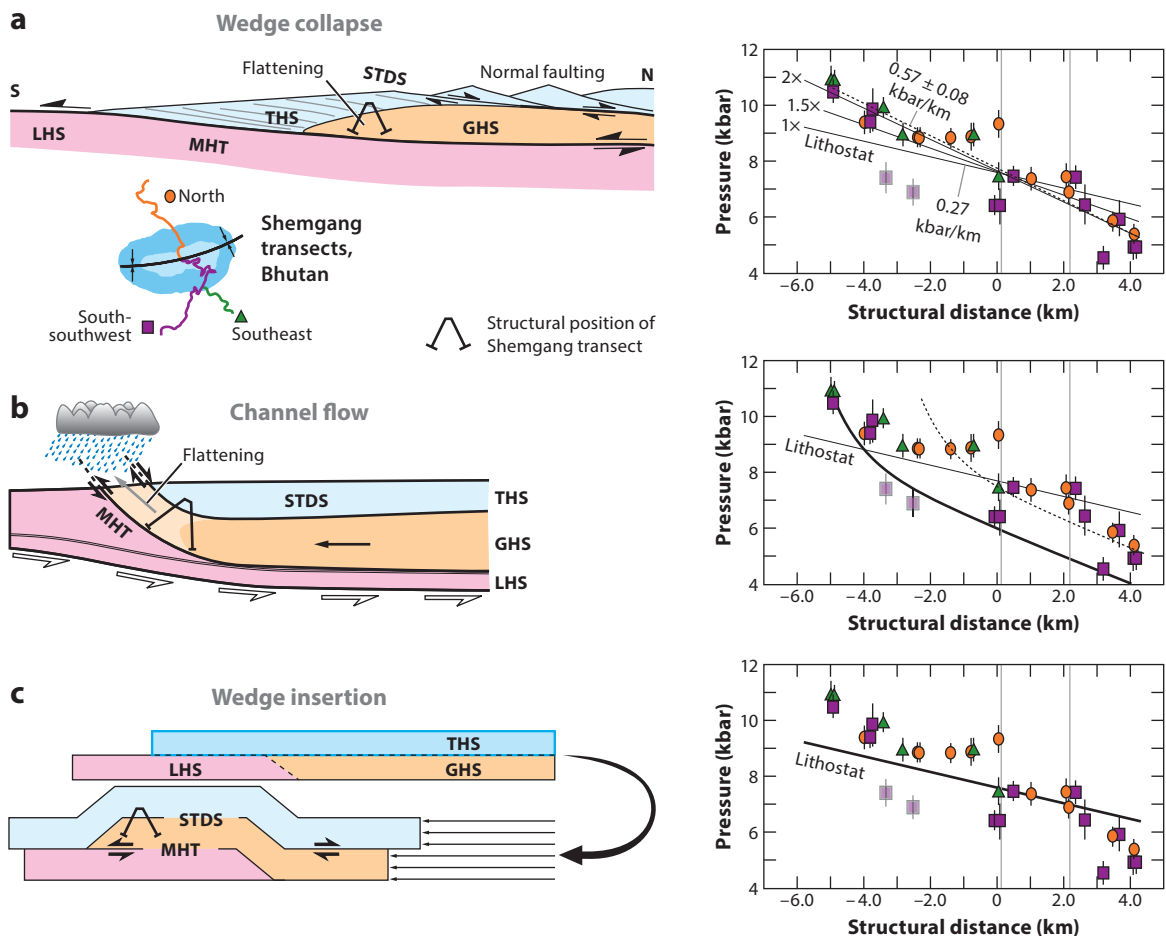 a
Wedge collapse
S
Flattening
STDS
Normal faulting
N
THS
GHS
LHS
MHT
North
Shemgang
transects,
Bhutan
South-
southwest
Southeast
Structural position of
Shemgang transect
12
10
8
6
4
Pressure (kbar)
2×
1.5×
1×
Lithostat
0.57 ± 0.08
kbar/km
0.27
kbar/km
−6.0 −4.0 −2.0 0 2.0 4.0
Structural distance (km)
b
Channel flow
Flattening
STDS
THS
MHT
GHS
LHS
12
10
8
6
4
Pressure (kbar)
Lithostat
−6.0 −4.0 −2.0 0 2.0 4.0
Structural distance (km)
c
Wedge insertion
THS
LHS GHS
STDS
MHT
12
10
8
6
4
Pressure (kbar)
Lithostat
−6.0 −4.0 −2.0 0 2.0 4.0
Structural distance (km)